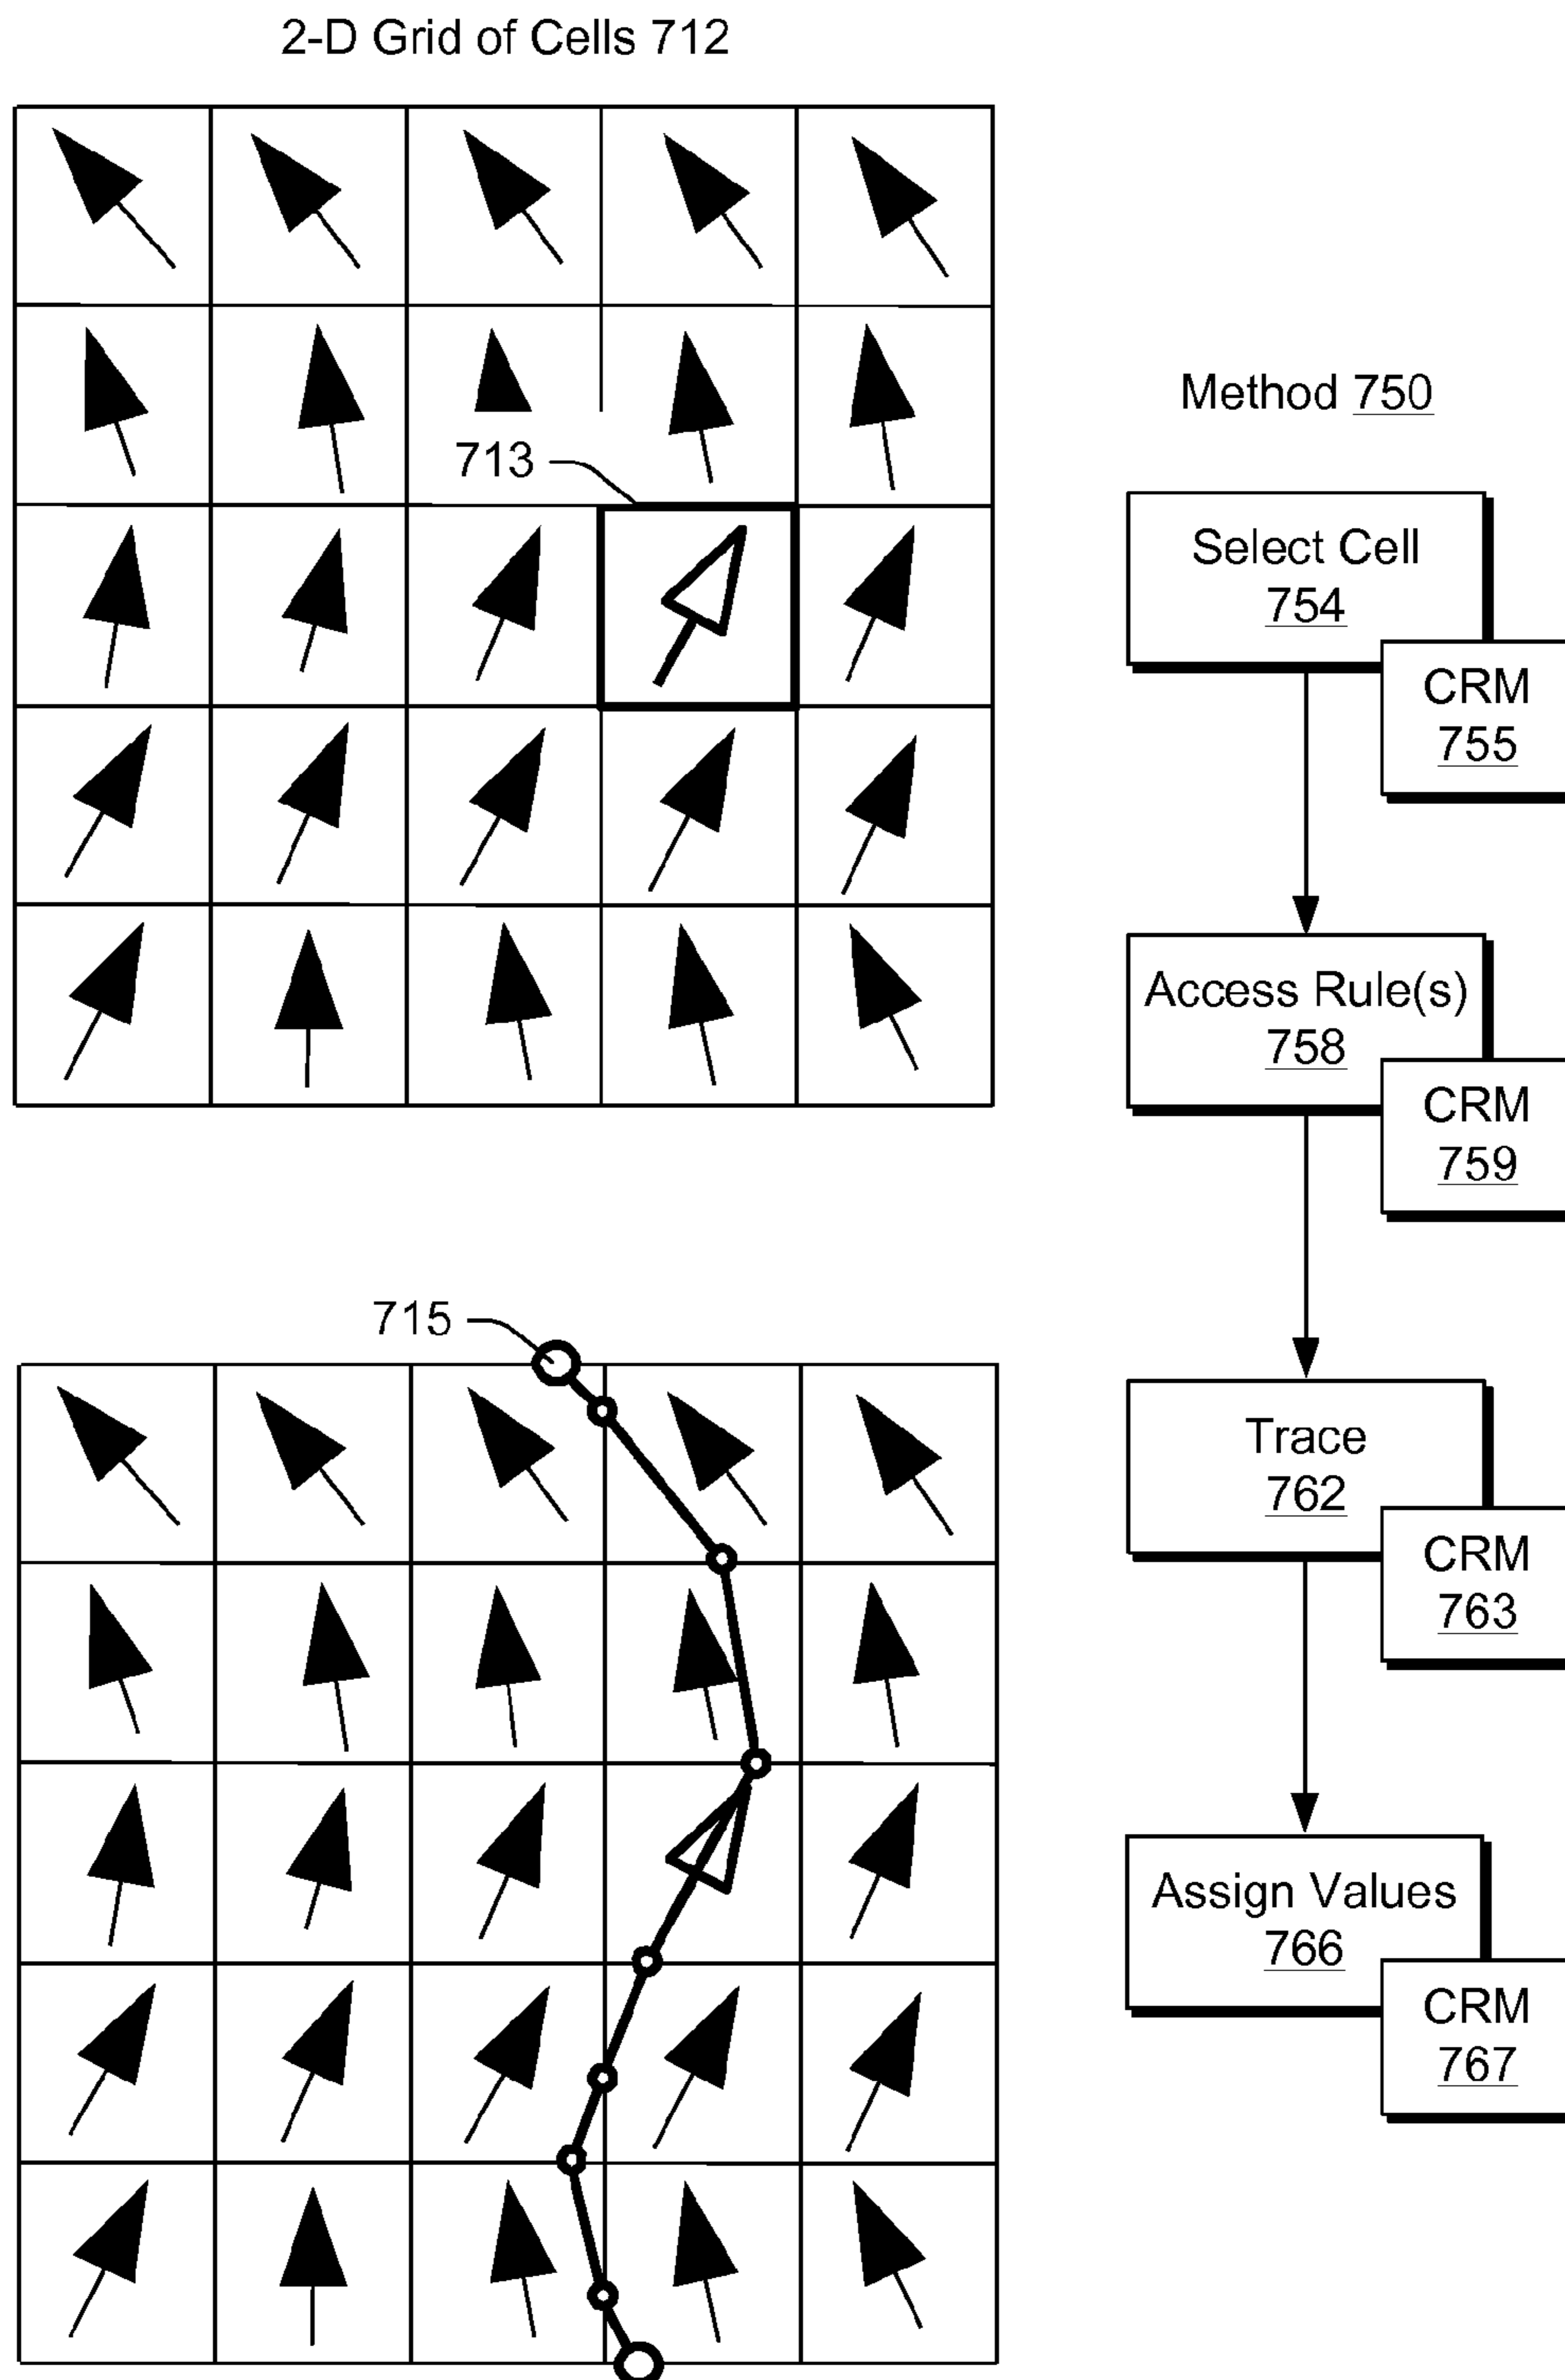 2-D Grid of Cells 712
713
715
Method 750
Select Cell
754
CRM
755
Access Rule(s)
758
CRM
759
Trace
762
CRM
763
Assign Values
766
CRM
767